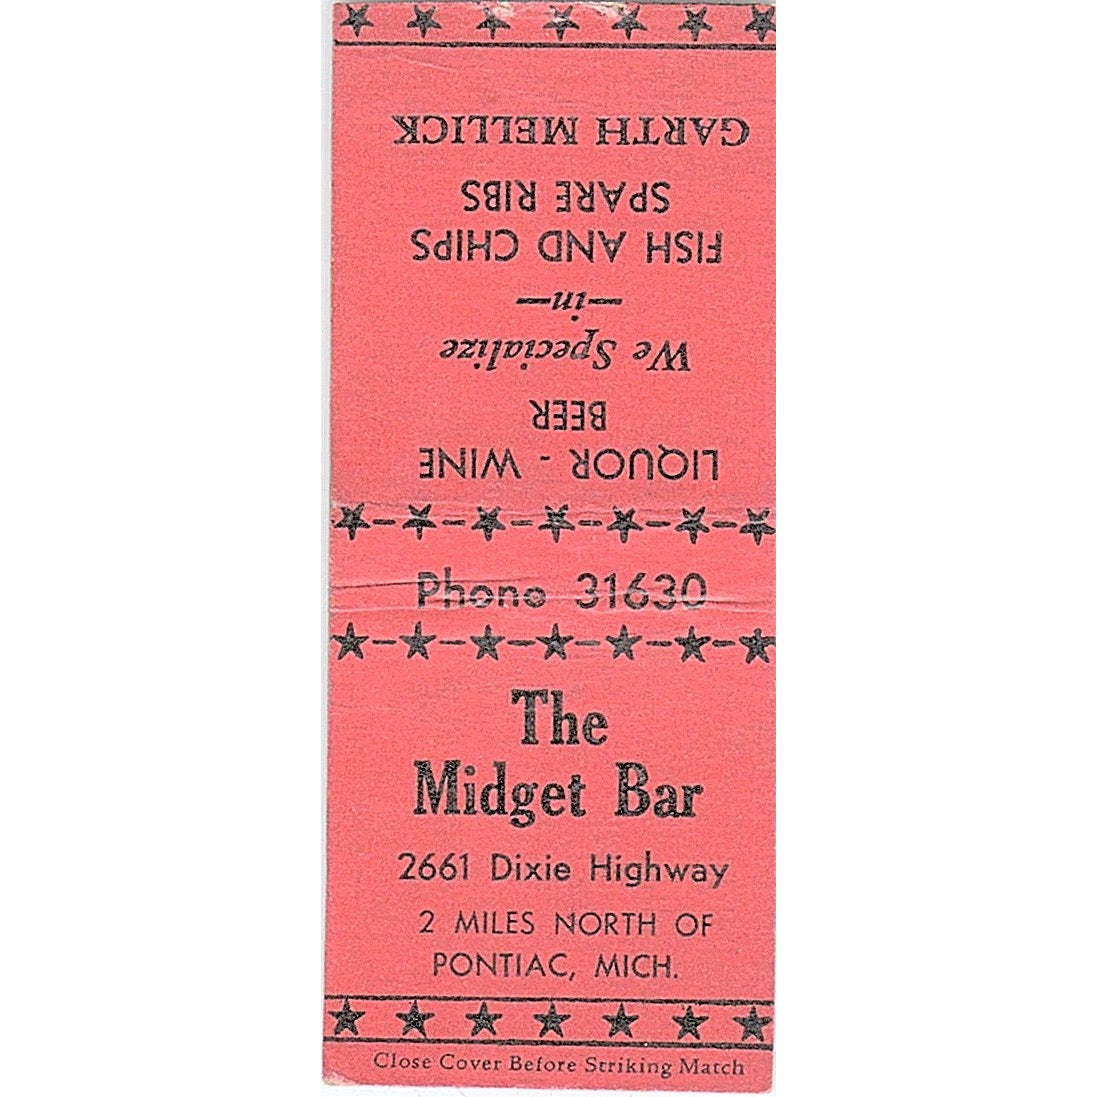 LIQUOR - WINE
BEER
We Specialize
—in—
FISH AND CHIPS
SPARE RIBS
GARTH MELLICK
Phone 31630
The
Midget Bar
2661 Dixie Highway
2 MILES NORTH OF
PONTIAC, MICH.
Close Cover Before Striking Match